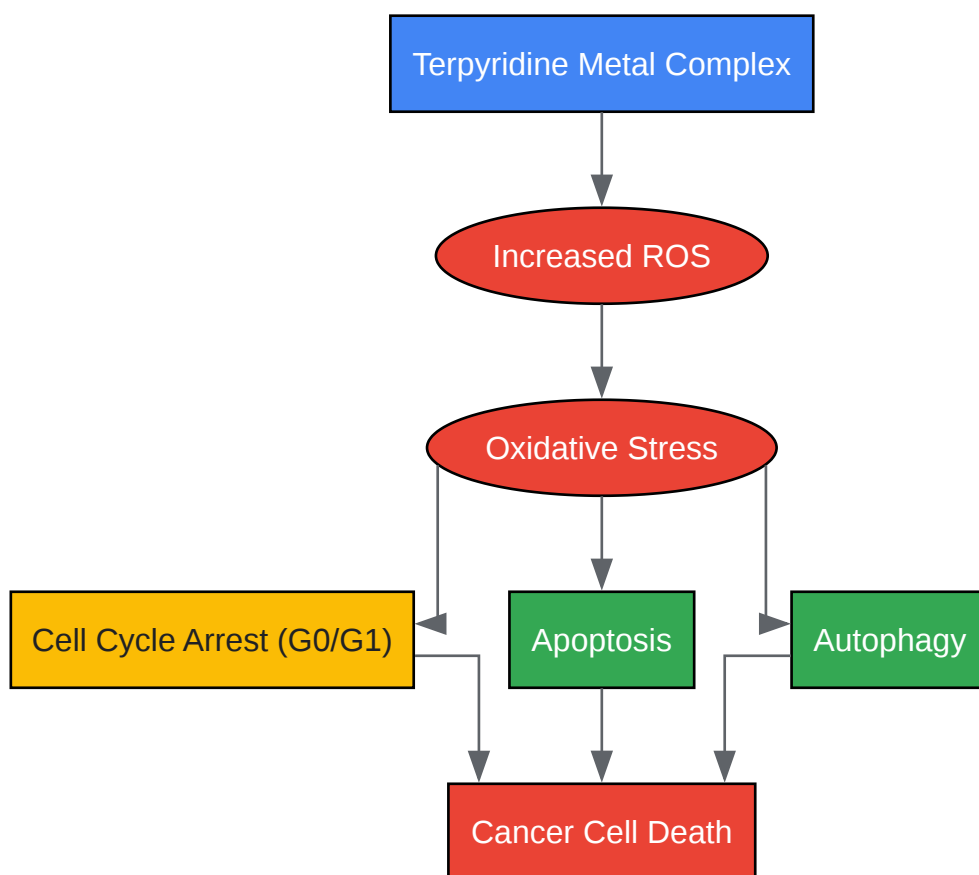 Terpyridine Metal Complex
Increased ROS
Oxidative Stress
Cell Cycle Arrest (G0/G1)
Apoptosis
Autophagy
Cancer Cell Death